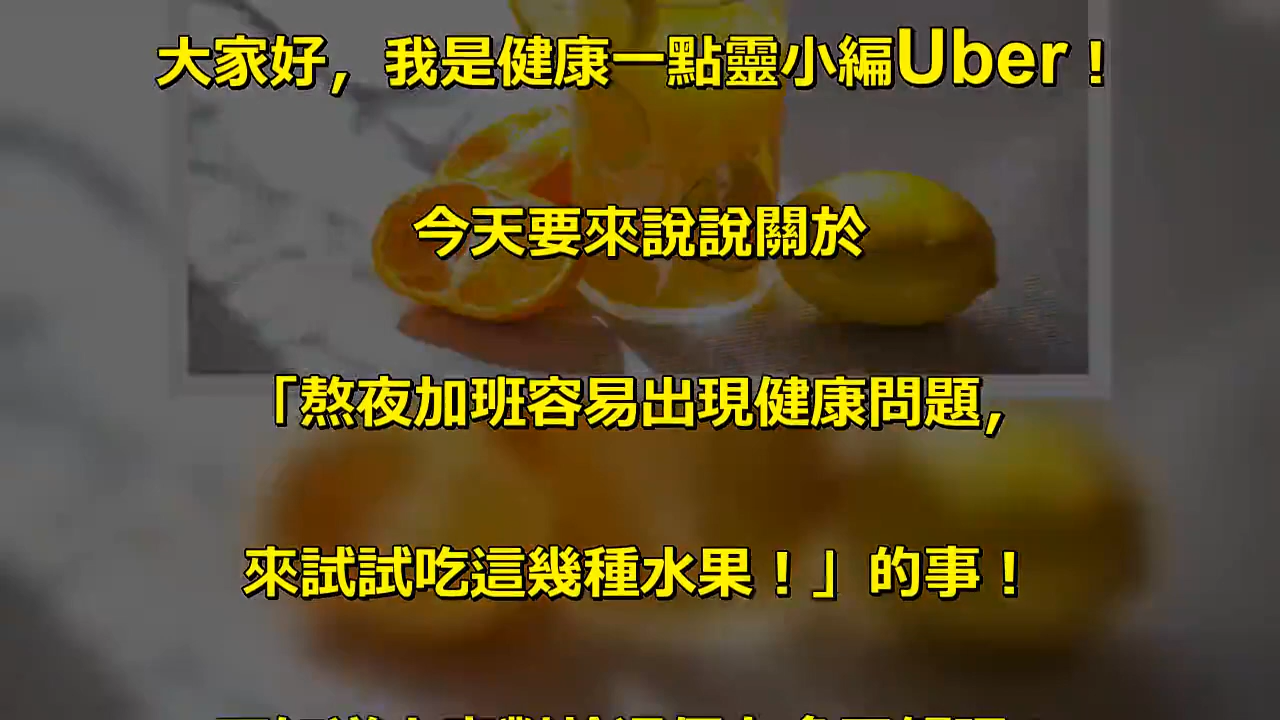 大家好，我是健康一點靈小編Uber！
今天要來說說關於
「熬夜加班容易出現健康問題，
來試試吃這幾種水果！」的事！